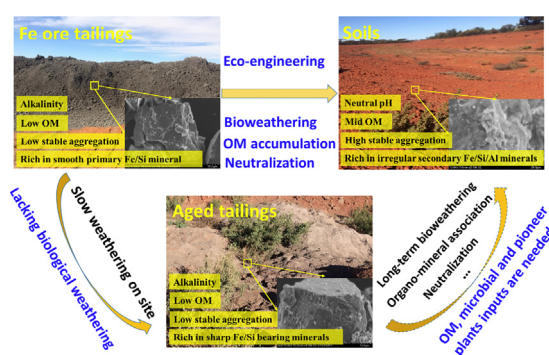 Fe ore tailings
Alkalinity
Low OM
Low stable aggregation
Rich in smooth primary Fe/Si mineral
Eco-engineering
Bioweathering
OM accumulation
Neutralization
Soils
Neutral pH
Mid OM
High stable aggregation
Rich in irregular secondary Fe/Si/Al minerals
Slow weathering on site
Lacking biological weathering
Aged tailings
Alkalinity
Low OM
Low stable aggregation
Rich in sharp Fe/Si bearing minerals
Long-term bioweathering
Organo-mineral association
Neutralization
...
OM, microbial and pioneer
plants inputs are needed